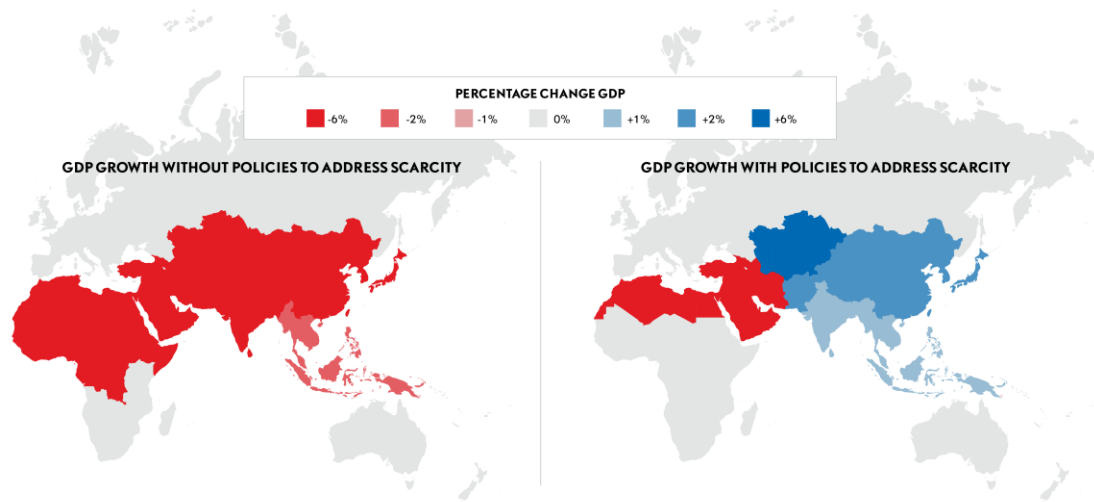 PERCENTAGE CHANGE GDP
-6% -2% -1% 0% +1% +2% +6%
GDP GROWTH WITHOUT POLICIES TO ADDRESS SCARCITY
GDP GROWTH WITH POLICIES TO ADDRESS SCARCITY